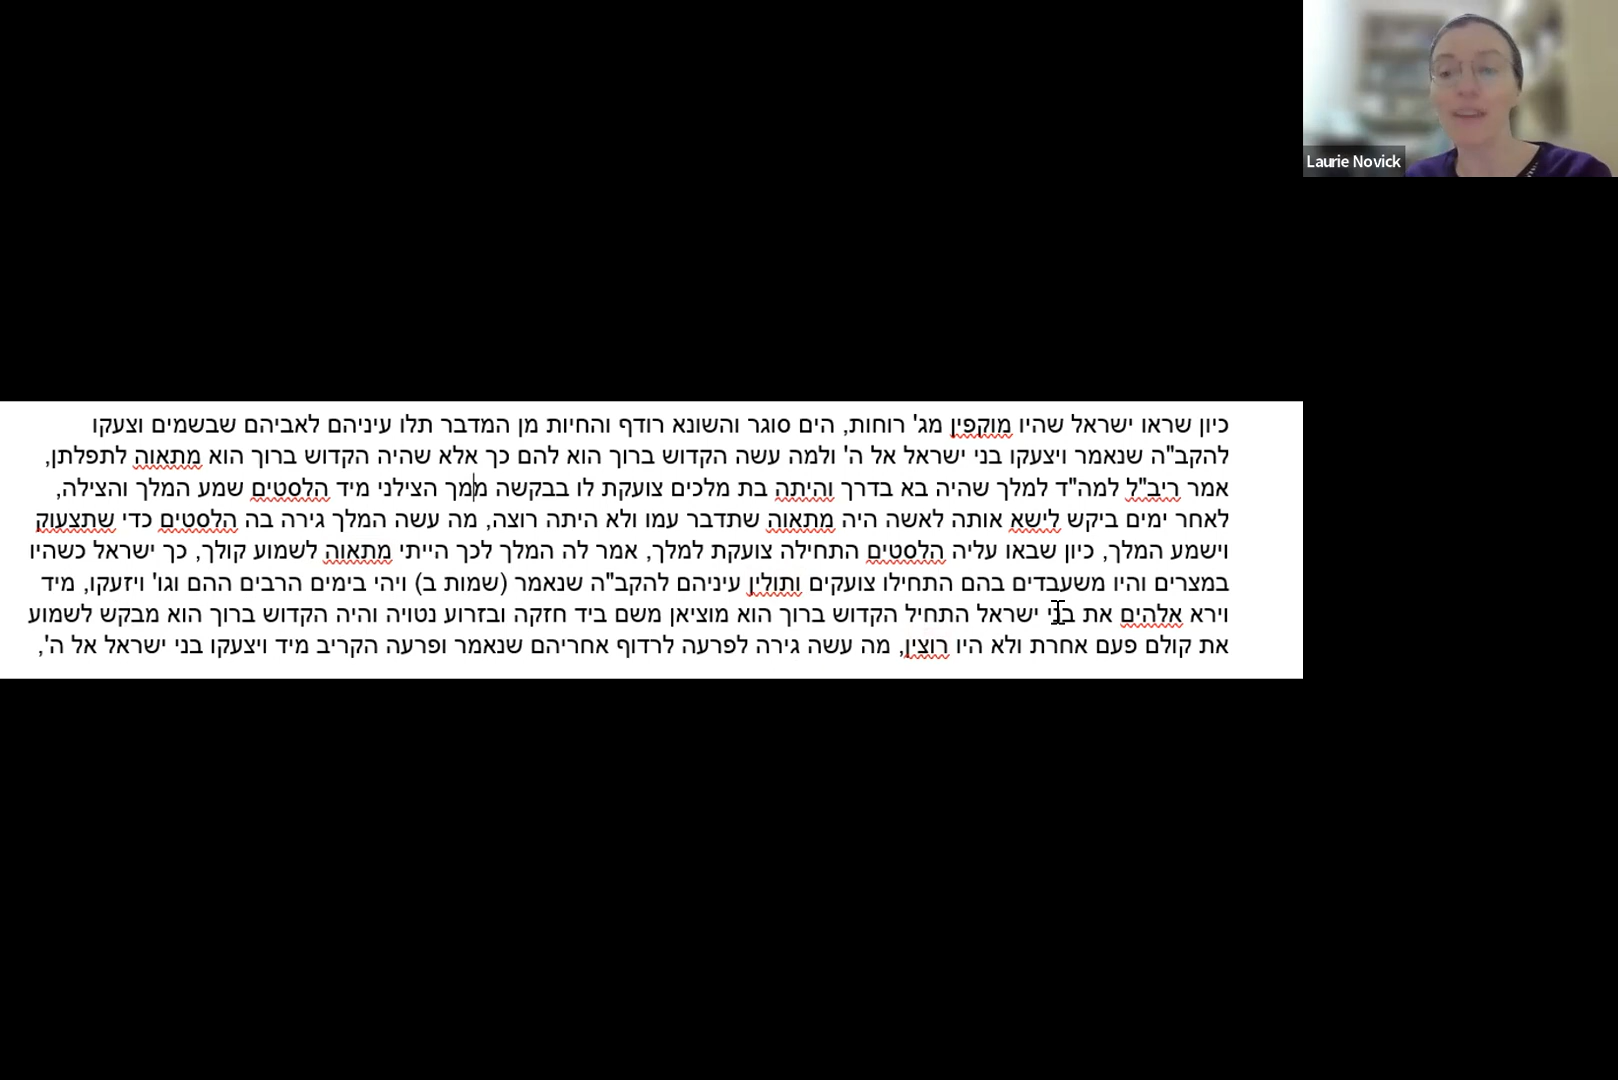 Laurie Novick
כיון שראו ישראל שהיו מוקפין מג' רוחות, הים סוגר והשונא רודף והחיות מן המדבר תלו עיניהם לאביהם שבשמים וצעקו
להקב"ה שנאמר ויצעקו בני ישראל אל ה' ולמה עשה הקדוש ברוך הוא להם כך אלא שהיה הקדוש ברוך הוא מתאוה לתפלתן,
אמר ריב"ל למה"ד למלך שהיה בא בדרך והיתה בת מלכים צועקת לו בבקשה ממך הצילני מיד הלסטים שמע המלך והצילה,
לאחר ימים ביקש לישא אותה לאשה היה מתאוה שתדבר עמו ולא היתה רוצה, מה עשה המלך גירה בה הלסטים כדי שתצעוק
וישמע המלך, כיון שבאו עליה הלסטים התחילה צועקת למלך, אמר לה המלך לכך הייתי מתאוה לשמוע קולך, כך ישראל כשהיו
במצרים והיו משעבדים בהם התחילו צועקים ותולין עיניהם להקב"ה שנאמר (שמות ב) ויהי בימים הרבים ההם וגו' ויזעקו, מיד
וירא אלהים את בני ישראל התחיל הקדוש ברוך הוא מוציאן משם ביד חזקה ובזרוע נטויה והיה הקדוש ברוך הוא מבקש לשמוע
את קולם פעם אחרת ולא היו רוצין, מה עשה גירה לפרעה לרדוף אחריהם שנאמר ופרעה הקריב מיד ויצעקו בני ישראל אל ה',